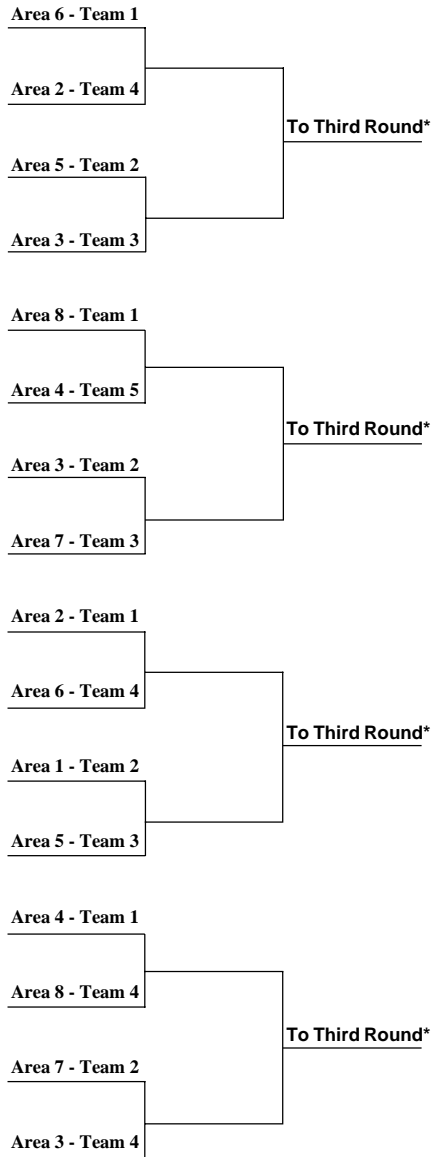 Area 6 - Team 1
Area 2 - Team 4
To Third Round*
Area 5 - Team 2
Area 3 - Team 3
Area 8 - Team 1
Area 4 - Team 5
To Third Round*
Area 3 - Team 2
Area 7 - Team 3
Area 2 - Team 1
Area 6 - Team 4
To Third Round*
Area 1 - Team 2
Area 5 - Team 3
Area 4 - Team 1
Area 8 - Team 4
To Third Round*
Area 7 - Team 2
Area 3 - Team 4